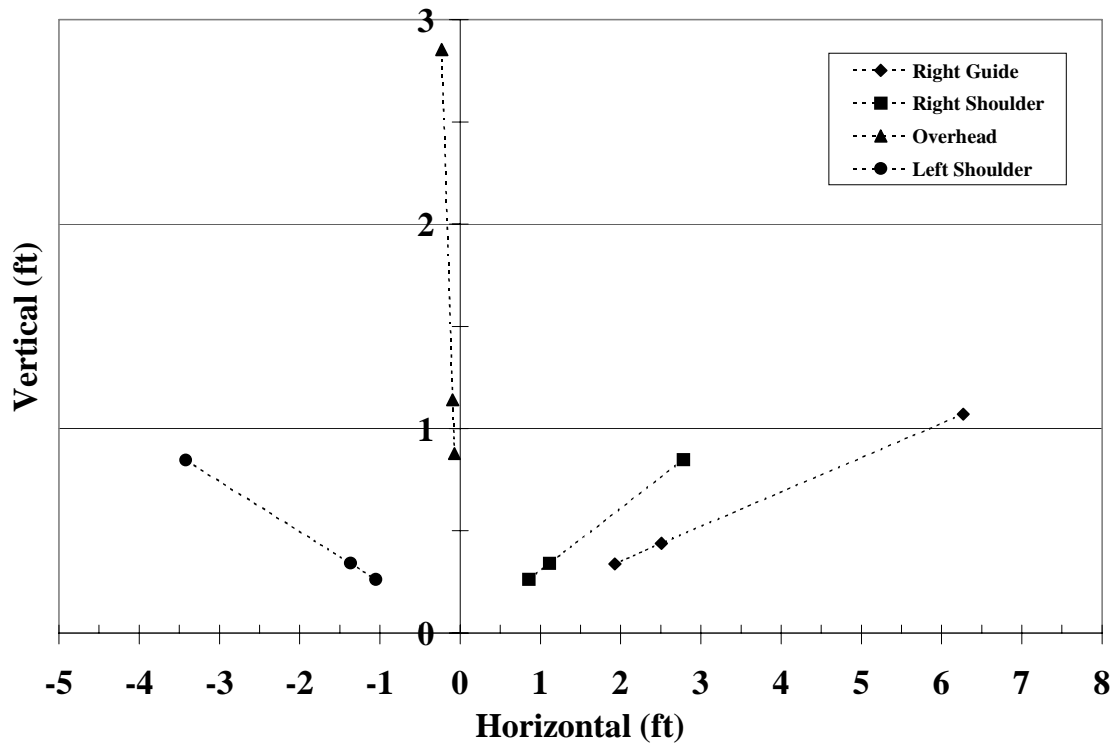 3
Right Guide
Right Shoulder
Overhead
Left Shoulder
2
Vertical (ft)
1
0
-5 -4 -3 -2 -1 0 1 2 3 4 5 6 7 8
Horizontal (ft)